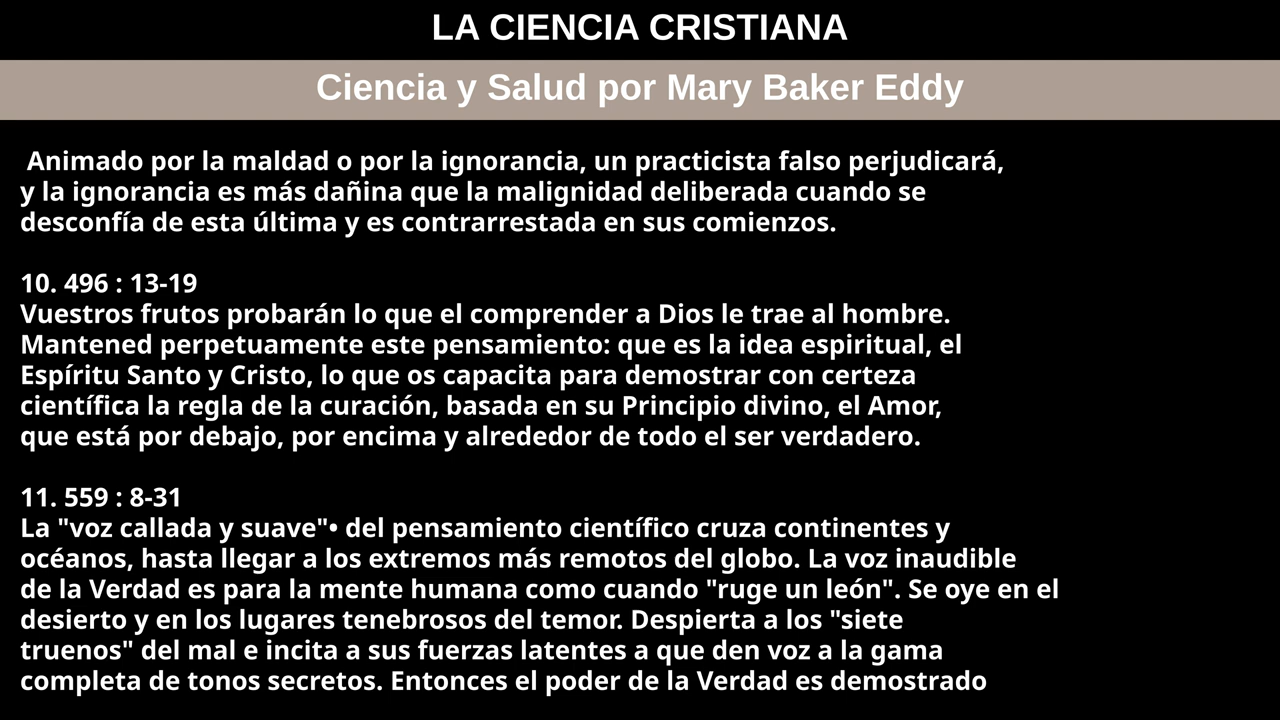 LA CIENCIA CRISTIANA
Ciencia y Salud por Mary Baker Eddy
Animado por la maldad o por la ignorancia, un practicista falso perjudicará,
y la ignorancia es más dañina que la malignidad deliberada cuando se
desconfía de esta última y es contrarrestada en sus comienzos.
10. 496 : 13-19
Vuestros frutos probarán lo que el comprender a Dios le trae al hombre.
Mantened perpetuamente este pensamiento: que es la idea espiritual, el
Espíritu Santo y Cristo, lo que os capacita para demostrar con certeza
científica la regla de la curación, basada en su Principio divino, el Amor,
que está por debajo, por encima y alrededor de todo el ser verdadero.
11. 559 : 8-31
La "voz callada y suave"• del pensamiento científico cruza continentes y
océanos, hasta llegar a los extremos más remotos del globo. La voz inaudible
de la Verdad es para la mente humana como cuando "ruge un león". Se oye en el
desierto y en los lugares tenebrosos del temor. Despierta a los "siete
truenos" del mal e incita a sus fuerzas latentes a que den voz a la gama
completa de tonos secretos. Entonces el poder de la Verdad es demostrado